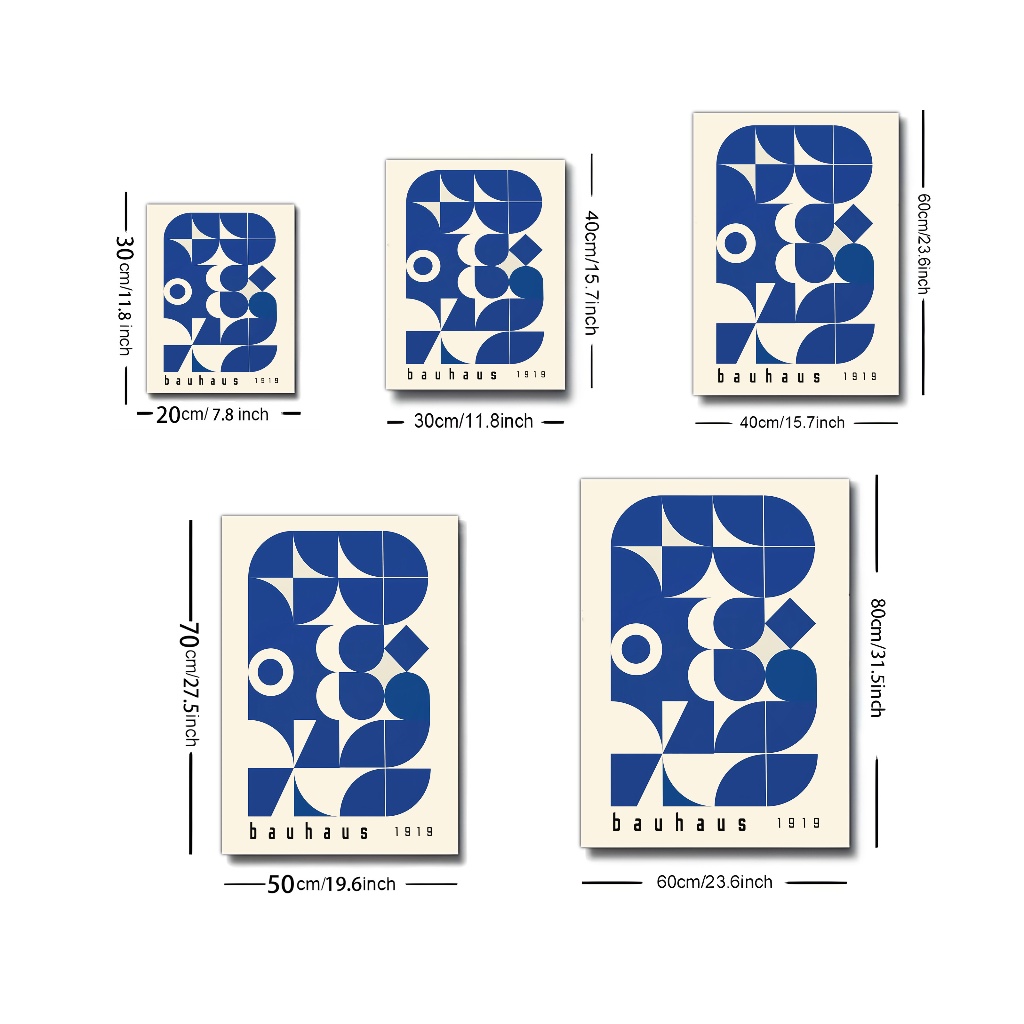 30cm/11.8 inch
bauhaus 1919
20cm/ 7.8 inch
40cm/15.7inch
bauhaus 1919
30cm/11.8inch
60cm/23.6inch
bauhaus 1919
40cm/15.7inch
70cm/27.5inch
bauhaus 1919
50cm/19.6inch
80cm/31.5inch
bauhaus 1919
60cm/23.6inch